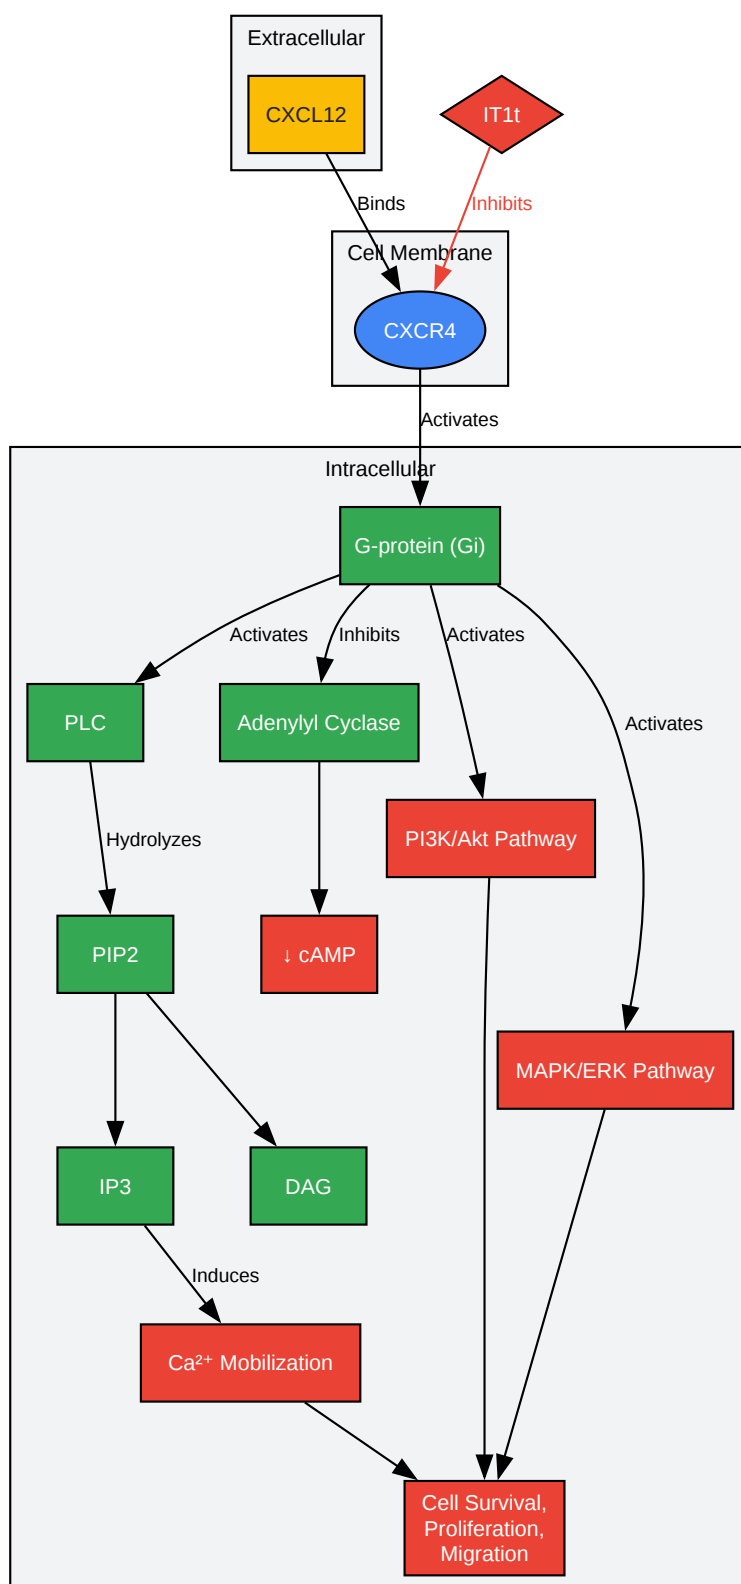 Extracellular
CXCL12
IT1t
Binds
Inhibits
Cell Membrane
CXCR4
Activates
Intracellular
G-protein (Gi)
Activates
Inhibits
Activates
PLC
Adenylyl Cyclase
Activates
Hydrolyzes
PI3K/Akt Pathway
PIP2
↓ cAMP
MAPK/ERK Pathway
IP3
DAG
Induces
Ca²⁺ Mobilization
Cell Survival,
Proliferation,
Migration